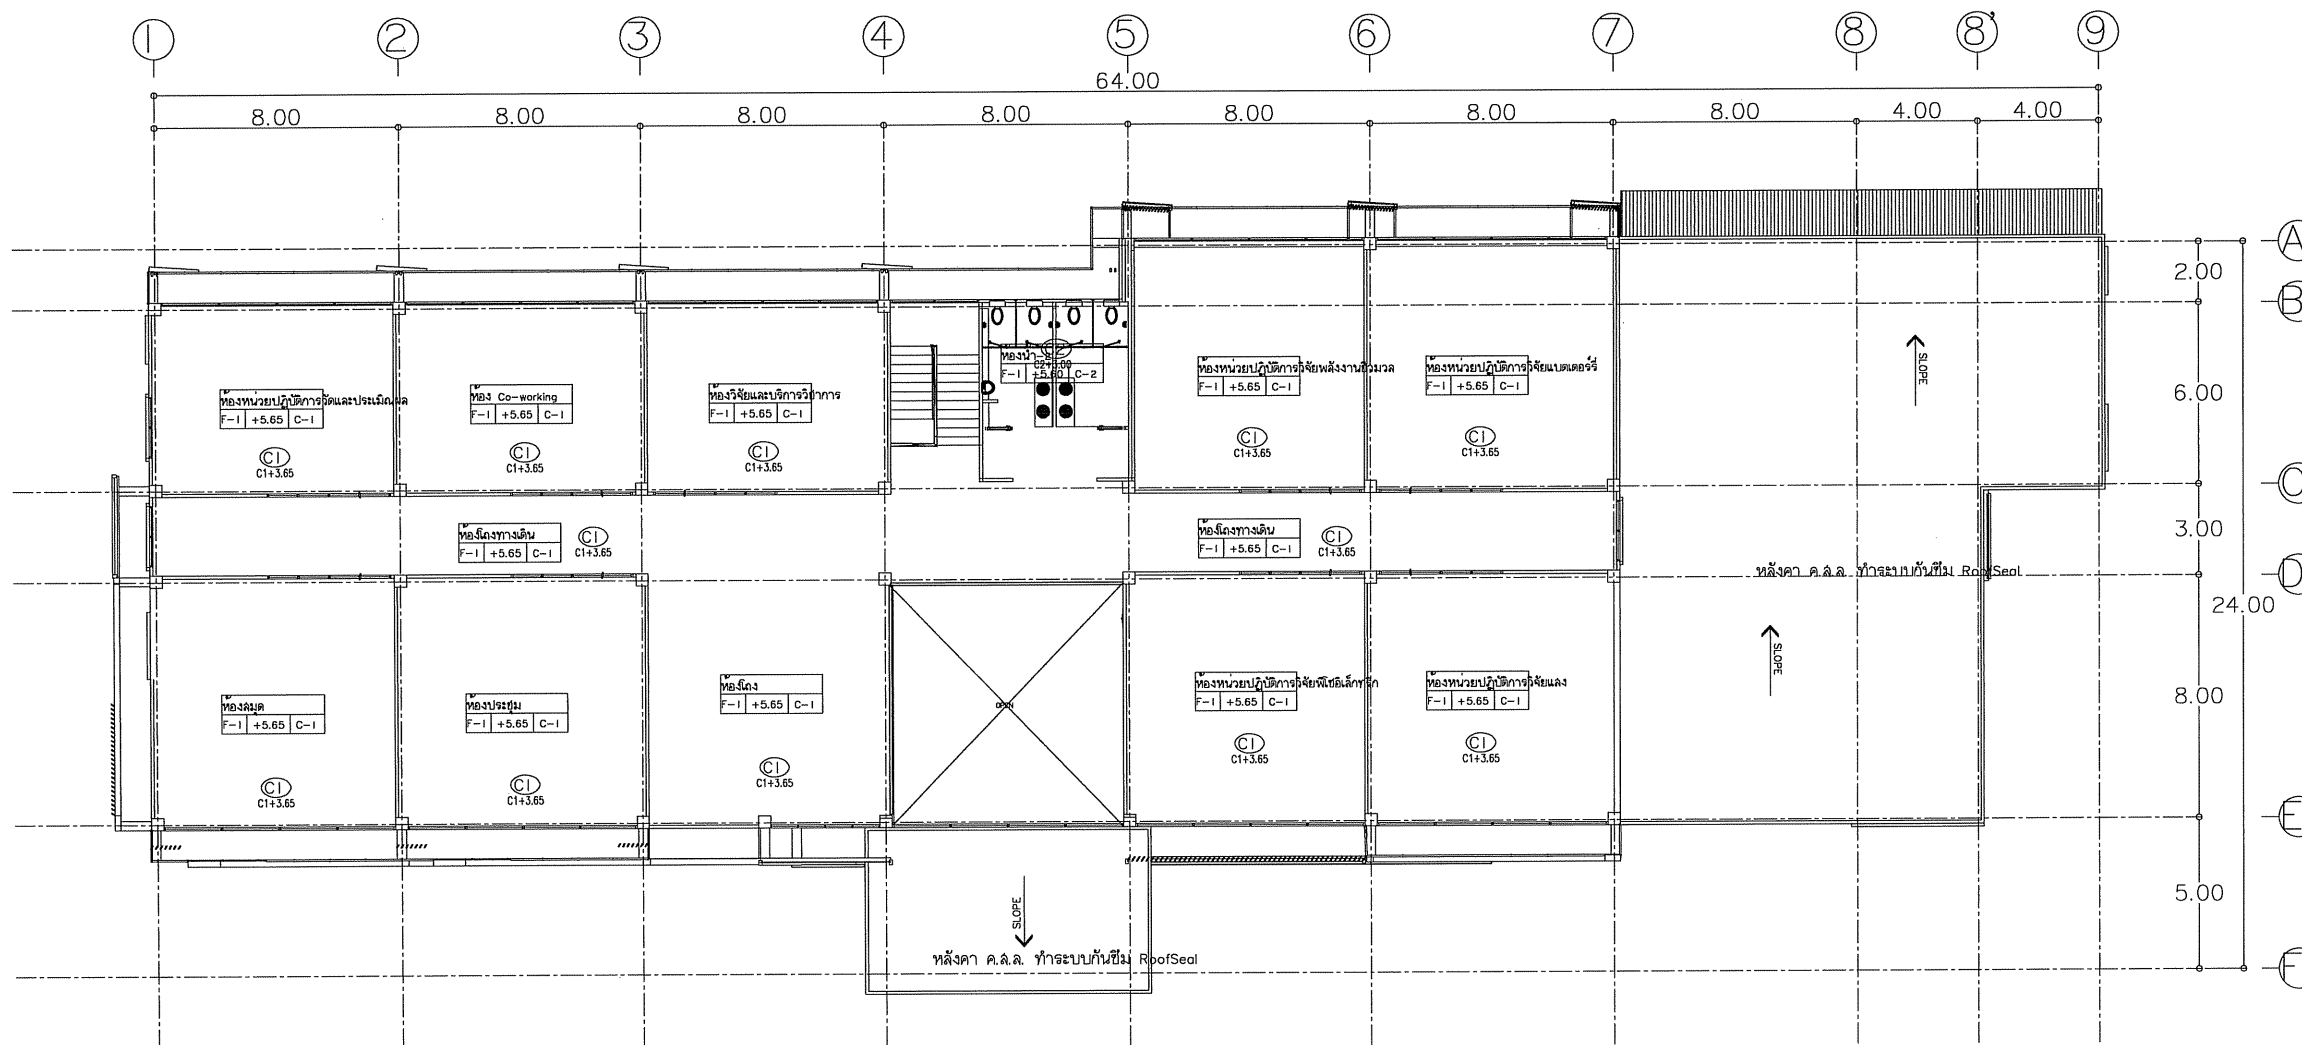 1 2 3 4 5 6 7 8 8' 9
64.00
8.00 8.00 8.00 8.00 8.00 8.00 8.00 4.00 4.00
A
2.00
B
SLOPE
6.00
ห้องหน่วยปฏิบัติการวัดและประเมินผล
F-1 +5.65 C-1
C1
C1+3.65
ห้อง Co-working
F-1 +5.65 C-1
C1
C1+3.65
ห้องวิจัยและบริการวิชาการ
F-1 +5.65 C-1
C1
C1+3.65
ห้องน้ำ-2
F-1 +5.60 C-2
ห้องหน่วยปฏิบัติการวิจัยพลังงานชีวมวล
F-1 +5.65 C-1
C1
C1+3.65
ห้องหน่วยปฏิบัติการวิจัยแบตเตอร์รี่
F-1 +5.65 C-1
C1
C1+3.65
C
ห้องโถงทางเดิน
F-1 +5.65 C-1
C1
C1+3.65
ห้องโถงทางเดิน
F-1 +5.65 C-1
C1
C1+3.65
3.00
หลังคา ค.ส.ล. ทำระบบกันซึม RoofSeal
D
24.00
SLOPE
8.00
ห้องสมุด
F-1 +5.65 C-1
C1
C1+3.65
ห้องประชุม
F-1 +5.65 C-1
C1
C1+3.65
ห้องโถง
F-1 +5.65 C-1
C1
C1+3.65
OPEN
ห้องหน่วยปฏิบัติการวิจัยพิโซอิเล็กทริก
F-1 +5.65 C-1
C1
C1+3.65
ห้องหน่วยปฏิบัติการวิจัยแสง
F-1 +5.65 C-1
C1
C1+3.65
E
5.00
SLOPE
หลังคา ค.ส.ล. ทำระบบกันซึม RoofSeal
F